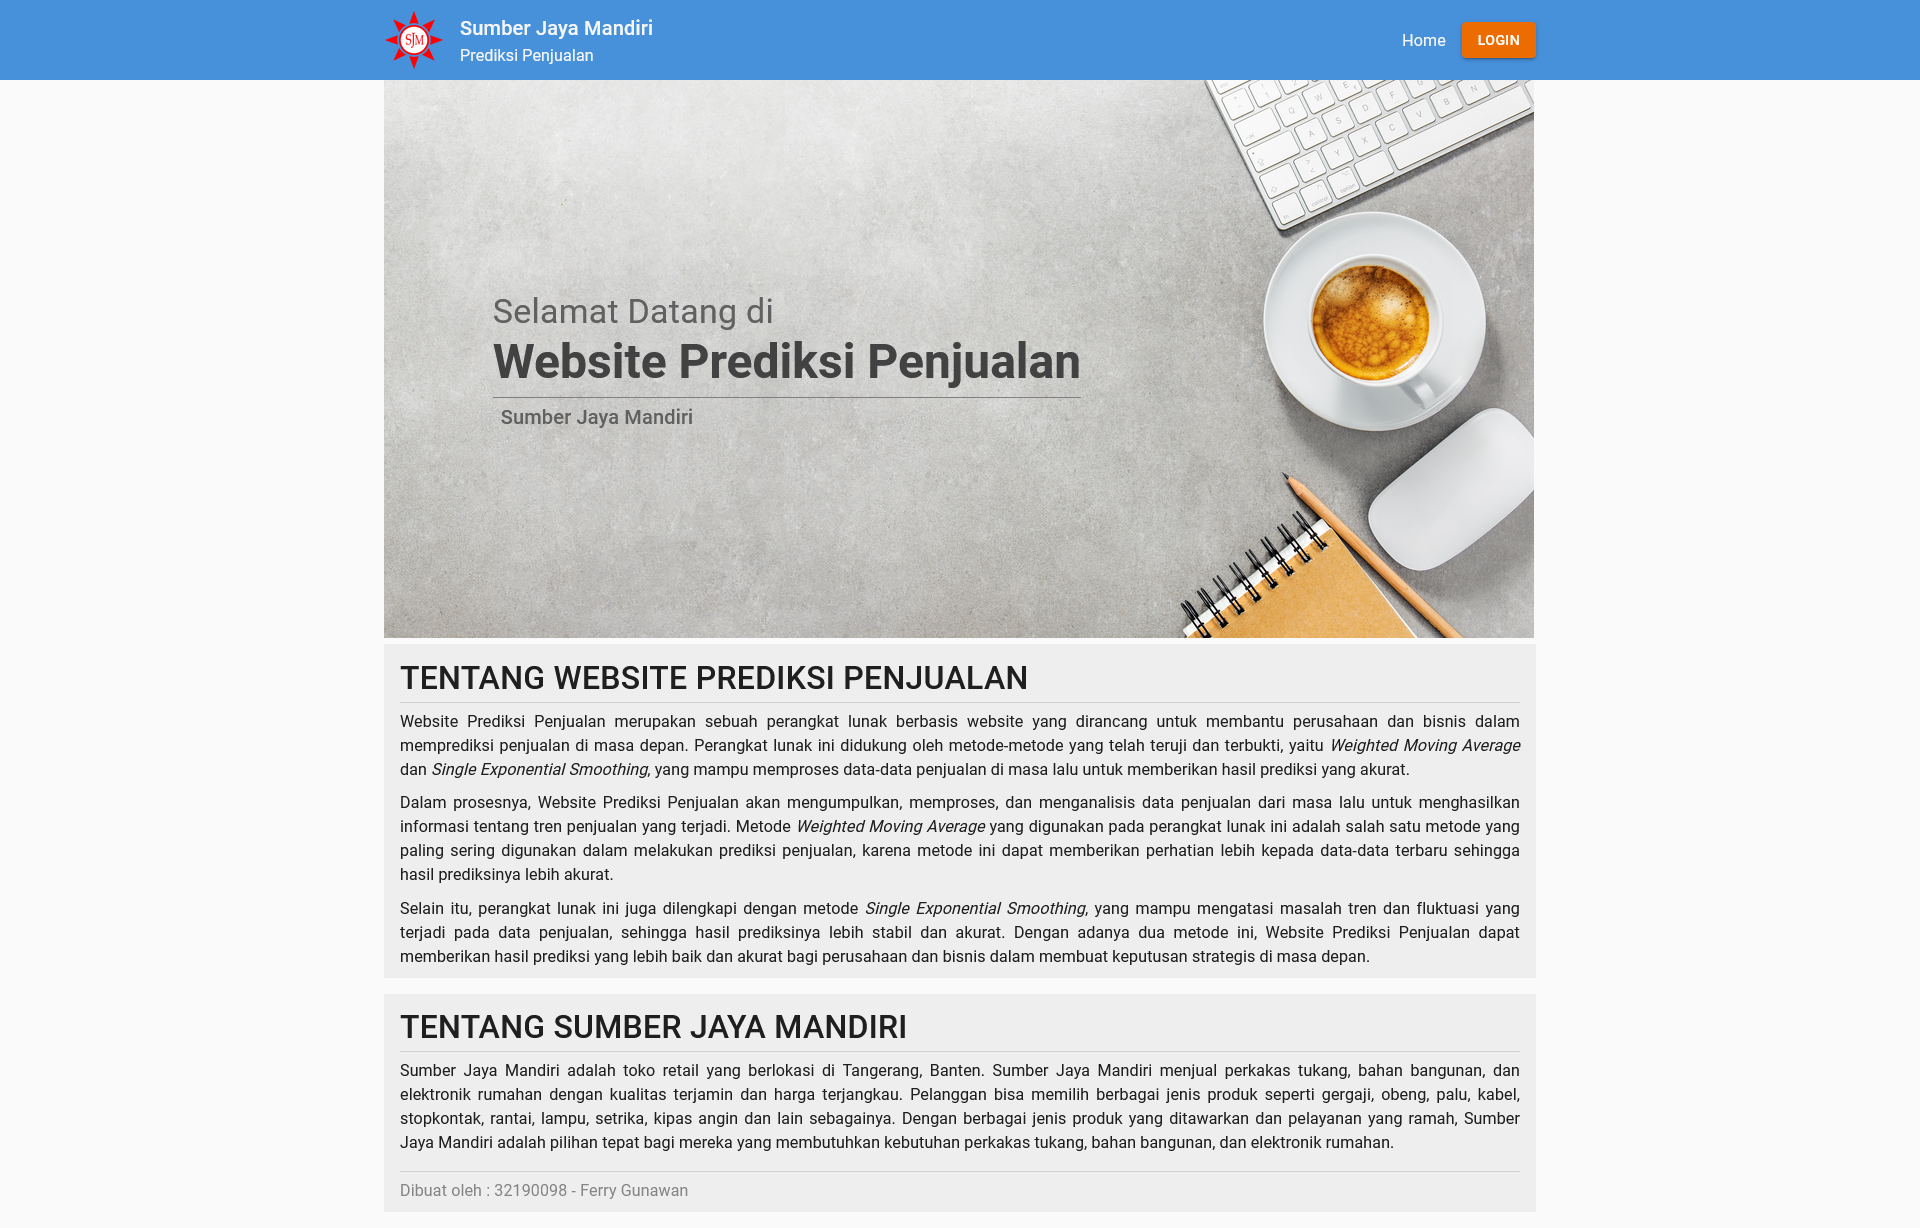 SJM
Sumber Jaya Mandiri
Prediksi Penjualan
Home
LOGIN
Selamat Datang di
Website Prediksi Penjualan
Sumber Jaya Mandiri
TENTANG WEBSITE PREDIKSI PENJUALAN
Website Prediksi Penjualan merupakan sebuah perangkat lunak berbasis website yang dirancang untuk membantu perusahaan dan bisnis dalam
memprediksi penjualan di masa depan. Perangkat lunak ini didukung oleh metode-metode yang telah teruji dan terbukti, yaitu Weighted Moving Average
dan Single Exponential Smoothing, yang mampu memproses data-data penjualan di masa lalu untuk memberikan hasil prediksi yang akurat.
Dalam prosesnya, Website Prediksi Penjualan akan mengumpulkan, memproses, dan menganalisis data penjualan dari masa lalu untuk menghasilkan
informasi tentang tren penjualan yang terjadi. Metode Weighted Moving Average yang digunakan pada perangkat lunak ini adalah salah satu metode yang
paling sering digunakan dalam melakukan prediksi penjualan, karena metode ini dapat memberikan perhatian lebih kepada data-data terbaru sehingga
hasil prediksinya lebih akurat.
Selain itu, perangkat lunak ini juga dilengkapi dengan metode Single Exponential Smoothing, yang mampu mengatasi masalah tren dan fluktuasi yang
terjadi pada data penjualan, sehingga hasil prediksinya lebih stabil dan akurat. Dengan adanya dua metode ini, Website Prediksi Penjualan dapat
memberikan hasil prediksi yang lebih baik dan akurat bagi perusahaan dan bisnis dalam membuat keputusan strategis di masa depan.
TENTANG SUMBER JAYA MANDIRI
Sumber Jaya Mandiri adalah toko retail yang berlokasi di Tangerang, Banten. Sumber Jaya Mandiri menjual perkakas tukang, bahan bangunan, dan
elektronik rumahan dengan kualitas terjamin dan harga terjangkau. Pelanggan bisa memilih berbagai jenis produk seperti gergaji, obeng, palu, kabel,
stopkontak, rantai, lampu, setrika, kipas angin dan lain sebagainya. Dengan berbagai jenis produk yang ditawarkan dan pelayanan yang ramah, Sumber
Jaya Mandiri adalah pilihan tepat bagi mereka yang membutuhkan kebutuhan perkakas tukang, bahan bangunan, dan elektronik rumahan.
Dibuat oleh : 32190098 - Ferry Gunawan